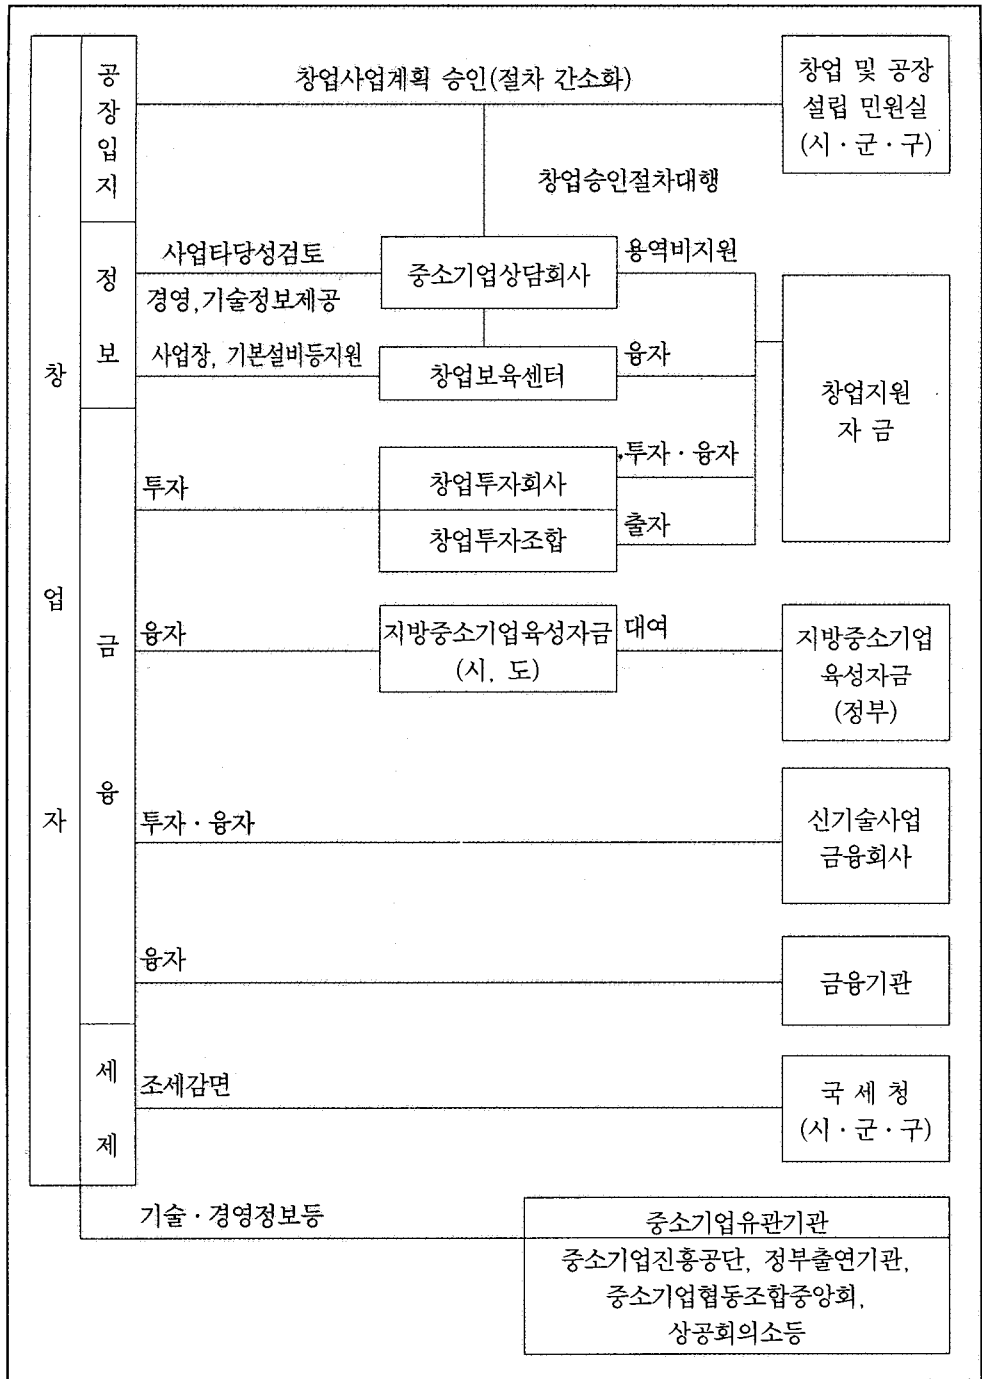 창 업 자
공장입지
정 보
금 융
세 제
창업사업계획 승인(절차 간소화)
창업 및 공장
설립 민원실
(시·군·구)
창업승인절차대행
사업타당성검토
경영,기술정보제공
중소기업상담회사
용역비지원
사업장, 기본설비등지원
창업보육센터
융자
창업지원
자 금
투자
창업투자회사
투자·융자
창업투자조합
출자
융자
지방중소기업육성자금
(시, 도)
대여
지방중소기업
육성자금
(정부)
투자·융자
신기술사업
금융회사
융자
금융기관
조세감면
국 세 청
(시·군·구)
기술·경영정보등
중소기업유관기관
중소기업진흥공단, 정부출연기관,
중소기업협동조합중앙회,
상공회의소등